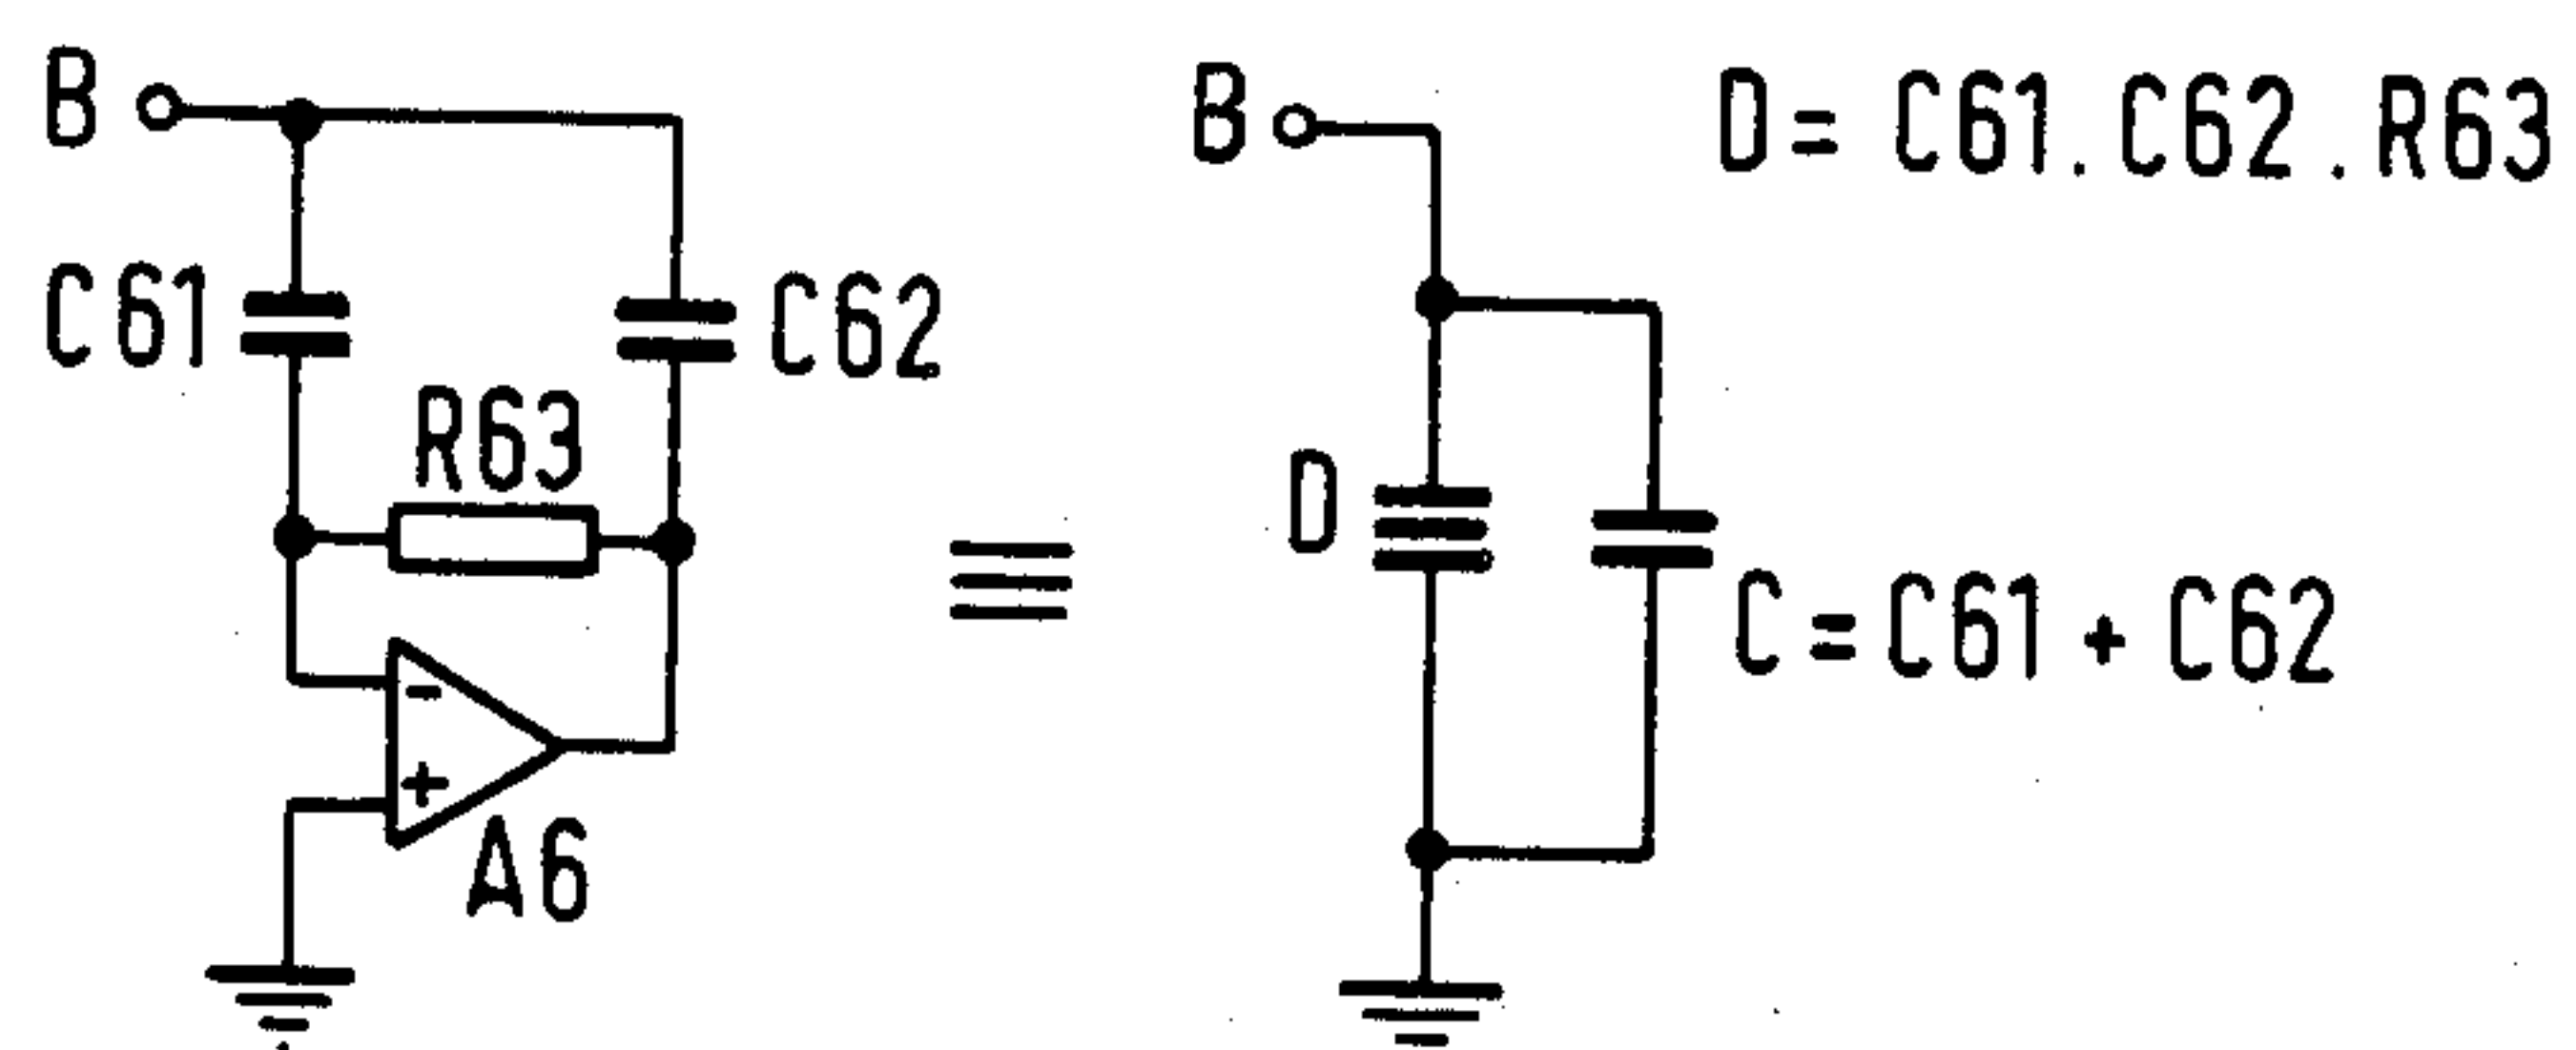 B
C61
C62
R63
-
+
A6
≡
B
D = C61 . C62 . R63
D
C = C61 + C62